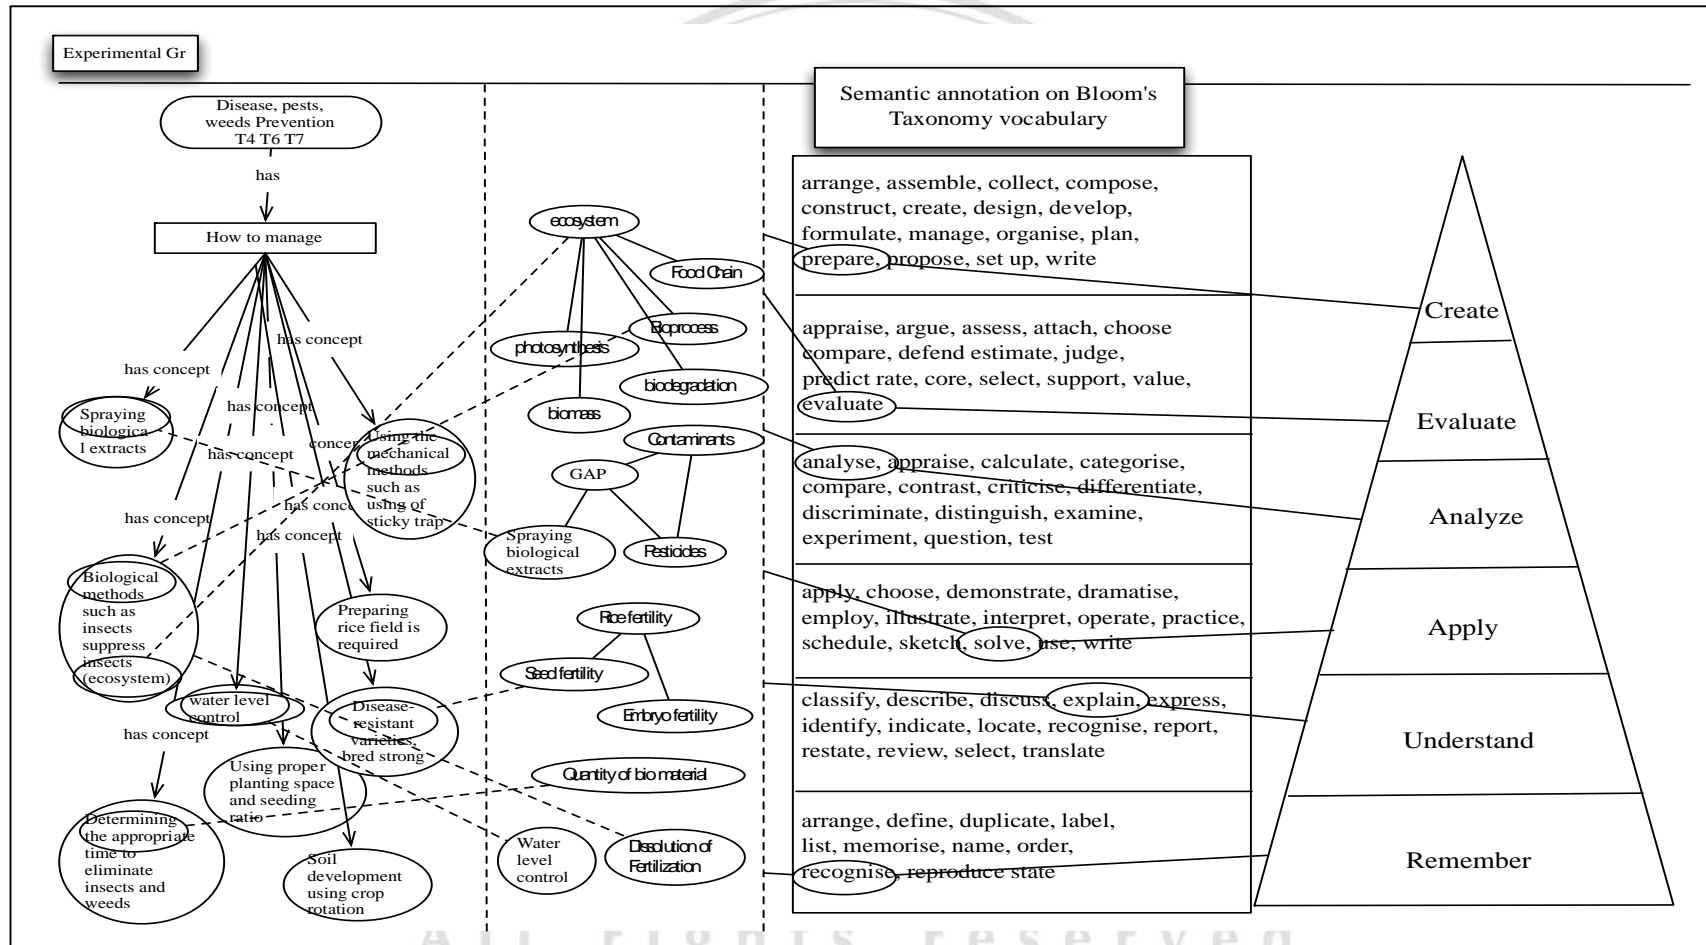 Experimental Gr
Semantic annotation on Bloom's
Taxonomy vocabulary
Disease, pests,
weeds Prevention
T4 T6 T7
has
How to manage
has concept
has concept
has concept
has concept
has concept
has concept
has concept
Spraying
biologica
l extracts
Using the
mechanical
methods
such as
using of
sticky trap
Biological
methods
such as
insects
suppress
insects
(ecosystem)
Preparing
rice field is
required
water level
control
Disease-
resistant
varieties,
bred strong
has concept
Using proper
planting space
and seeding
ratio
Determining
the appropriate
time to
eliminate
insects and
weeds
Soil
development
using crop
rotation
ecosystem
Food Chain
Bioprocess
photosynthesis
biodegradation
biomass
Contaminants
GAP
Spraying
biological
extracts
Pesticides
Rice fertility
Seed fertility
Embryo fertility
Quantity of bio material
Water
level
control
Dissolution of
Fertilization
arrange, assemble, collect, compose,
construct, create, design, develop,
formulate, manage, organise, plan,
prepare, propose, set up, write
appraise, argue, assess, attach, choose
compare, defend estimate, judge,
predict rate, core, select, support, value,
evaluate
analyse, appraise, calculate, categorise,
compare, contrast, criticise, differentiate,
discriminate, distinguish, examine,
experiment, question, test
apply, choose, demonstrate, dramatise,
employ, illustrate, interpret, operate, practice,
schedule, sketch, solve, use, write
classify, describe, discuss, explain, express,
identify, indicate, locate, recognise, report,
restate, review, select, translate
arrange, define, duplicate, label,
list, memorise, name, order,
recognise, reproduce state
Create
Evaluate
Analyze
Apply
Understand
Remember
All rights reserved